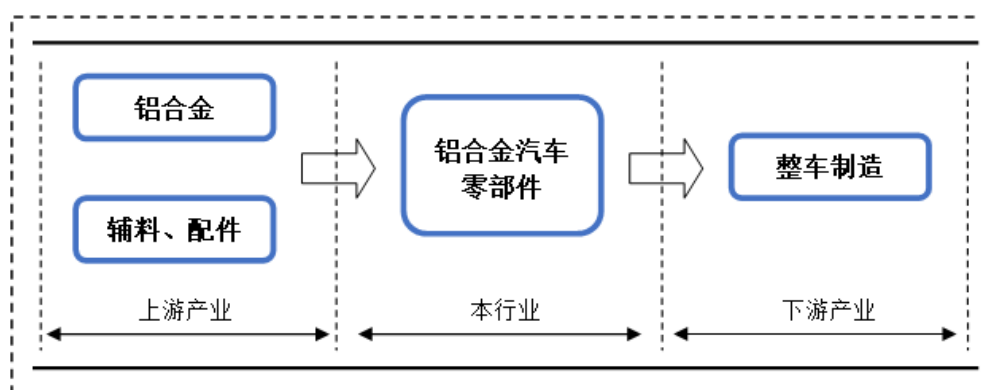 铝合金
辅料、配件
铝合金汽车
零部件
整车制造
上游产业
本行业
下游产业